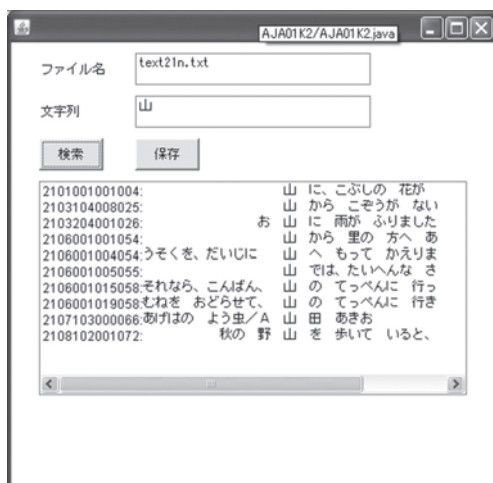 AJA01K2/AJA01K2.java
ファイル名 text21n.txt
文字列 山
検索 保存
2101001001004: 山 に、こぶしの 花が
2103104008025: 山 から こぞうが ない
2103204001026: お 山 に 雨が ふりました
2106001001054: 山 から 里の 方へ あ
2106001004054:うそくを、だいじに 山 へ もって かえりま
2106001005055: 山 では、たいへんな さ
2106001015058:それなら、こんばん、 山 の てっぺんに 行っ
2106001019058:むねを おどらせて、 山 の てっぺんに 行き
2107103000066:あげはの よう虫/A 山 田 あきお
2108102001072: 秋の 野 山 を 歩いて いると、